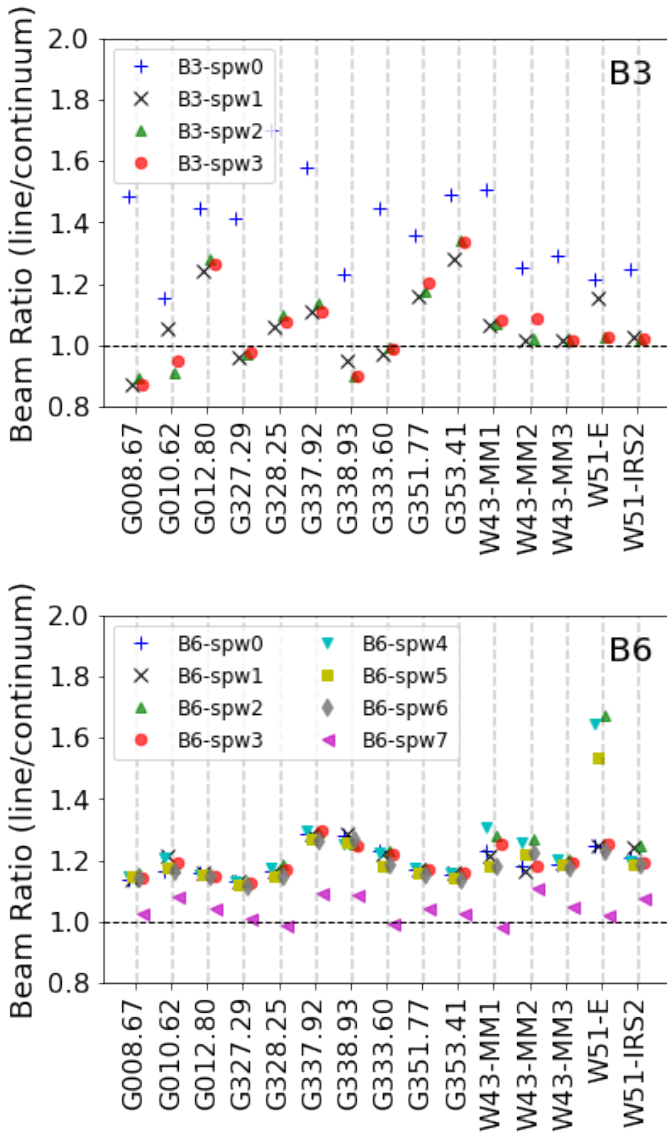 2.0
1.8
1.6
1.4
1.2
1.0
0.8
Beam Ratio (line/continuum)
B3
B3-spw0
B3-spw1
B3-spw2
B3-spw3
G008.67
G010.62
G012.80
G327.29
G328.25
G337.92
G338.93
G333.60
G351.77
G353.41
W43-MM1
W43-MM2
W43-MM3
W51-E
W51-IRS2
2.0
1.8
1.6
1.4
1.2
1.0
0.8
Beam Ratio (line/continuum)
B6
B6-spw0
B6-spw1
B6-spw2
B6-spw3
B6-spw4
B6-spw5
B6-spw6
B6-spw7
G008.67
G010.62
G012.80
G327.29
G328.25
G337.92
G338.93
G333.60
G351.77
G353.41
W43-MM1
W43-MM2
W43-MM3
W51-E
W51-IRS2